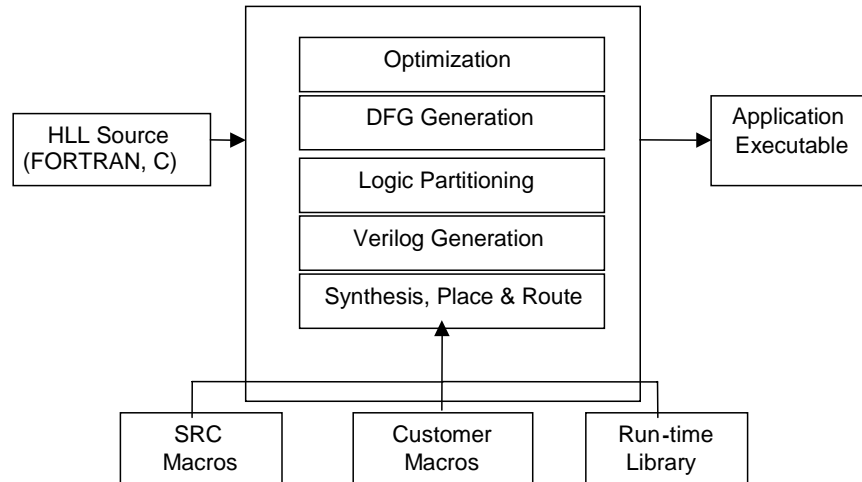 Optimization
DFG Generation
HLL Source
(FORTRAN, C)
Application
Executable
Logic Partitioning
Verilog Generation
Synthesis, Place & Route
SRC
Macros
Customer
Macros
Run-time
Library